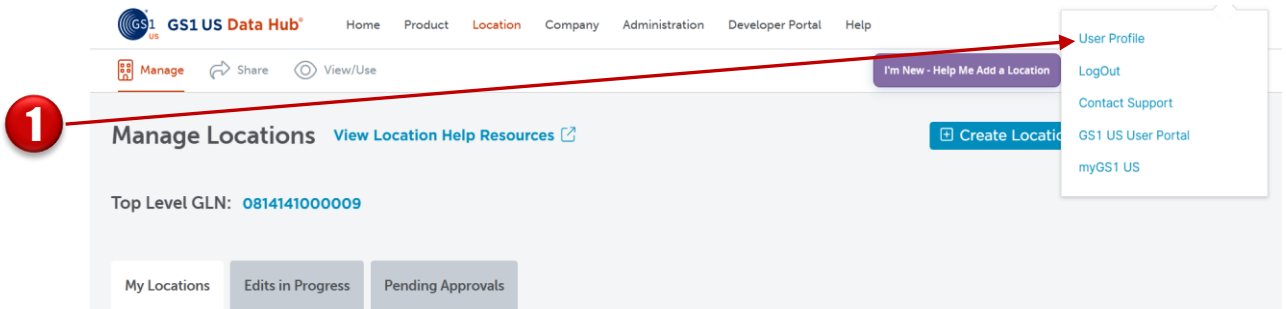 GS1 US GS1 US Data Hub® Home Product Location Company Administration Developer Portal Help
User Profile
Manage Share View/Use I'm New - Help Me Add a Location LogOut
Contact Support
1
Manage Locations View Location Help Resources Create Locatio
GS1 US User Portal
myGS1 US
Top Level GLN: 0814141000009
My Locations Edits in Progress Pending Approvals